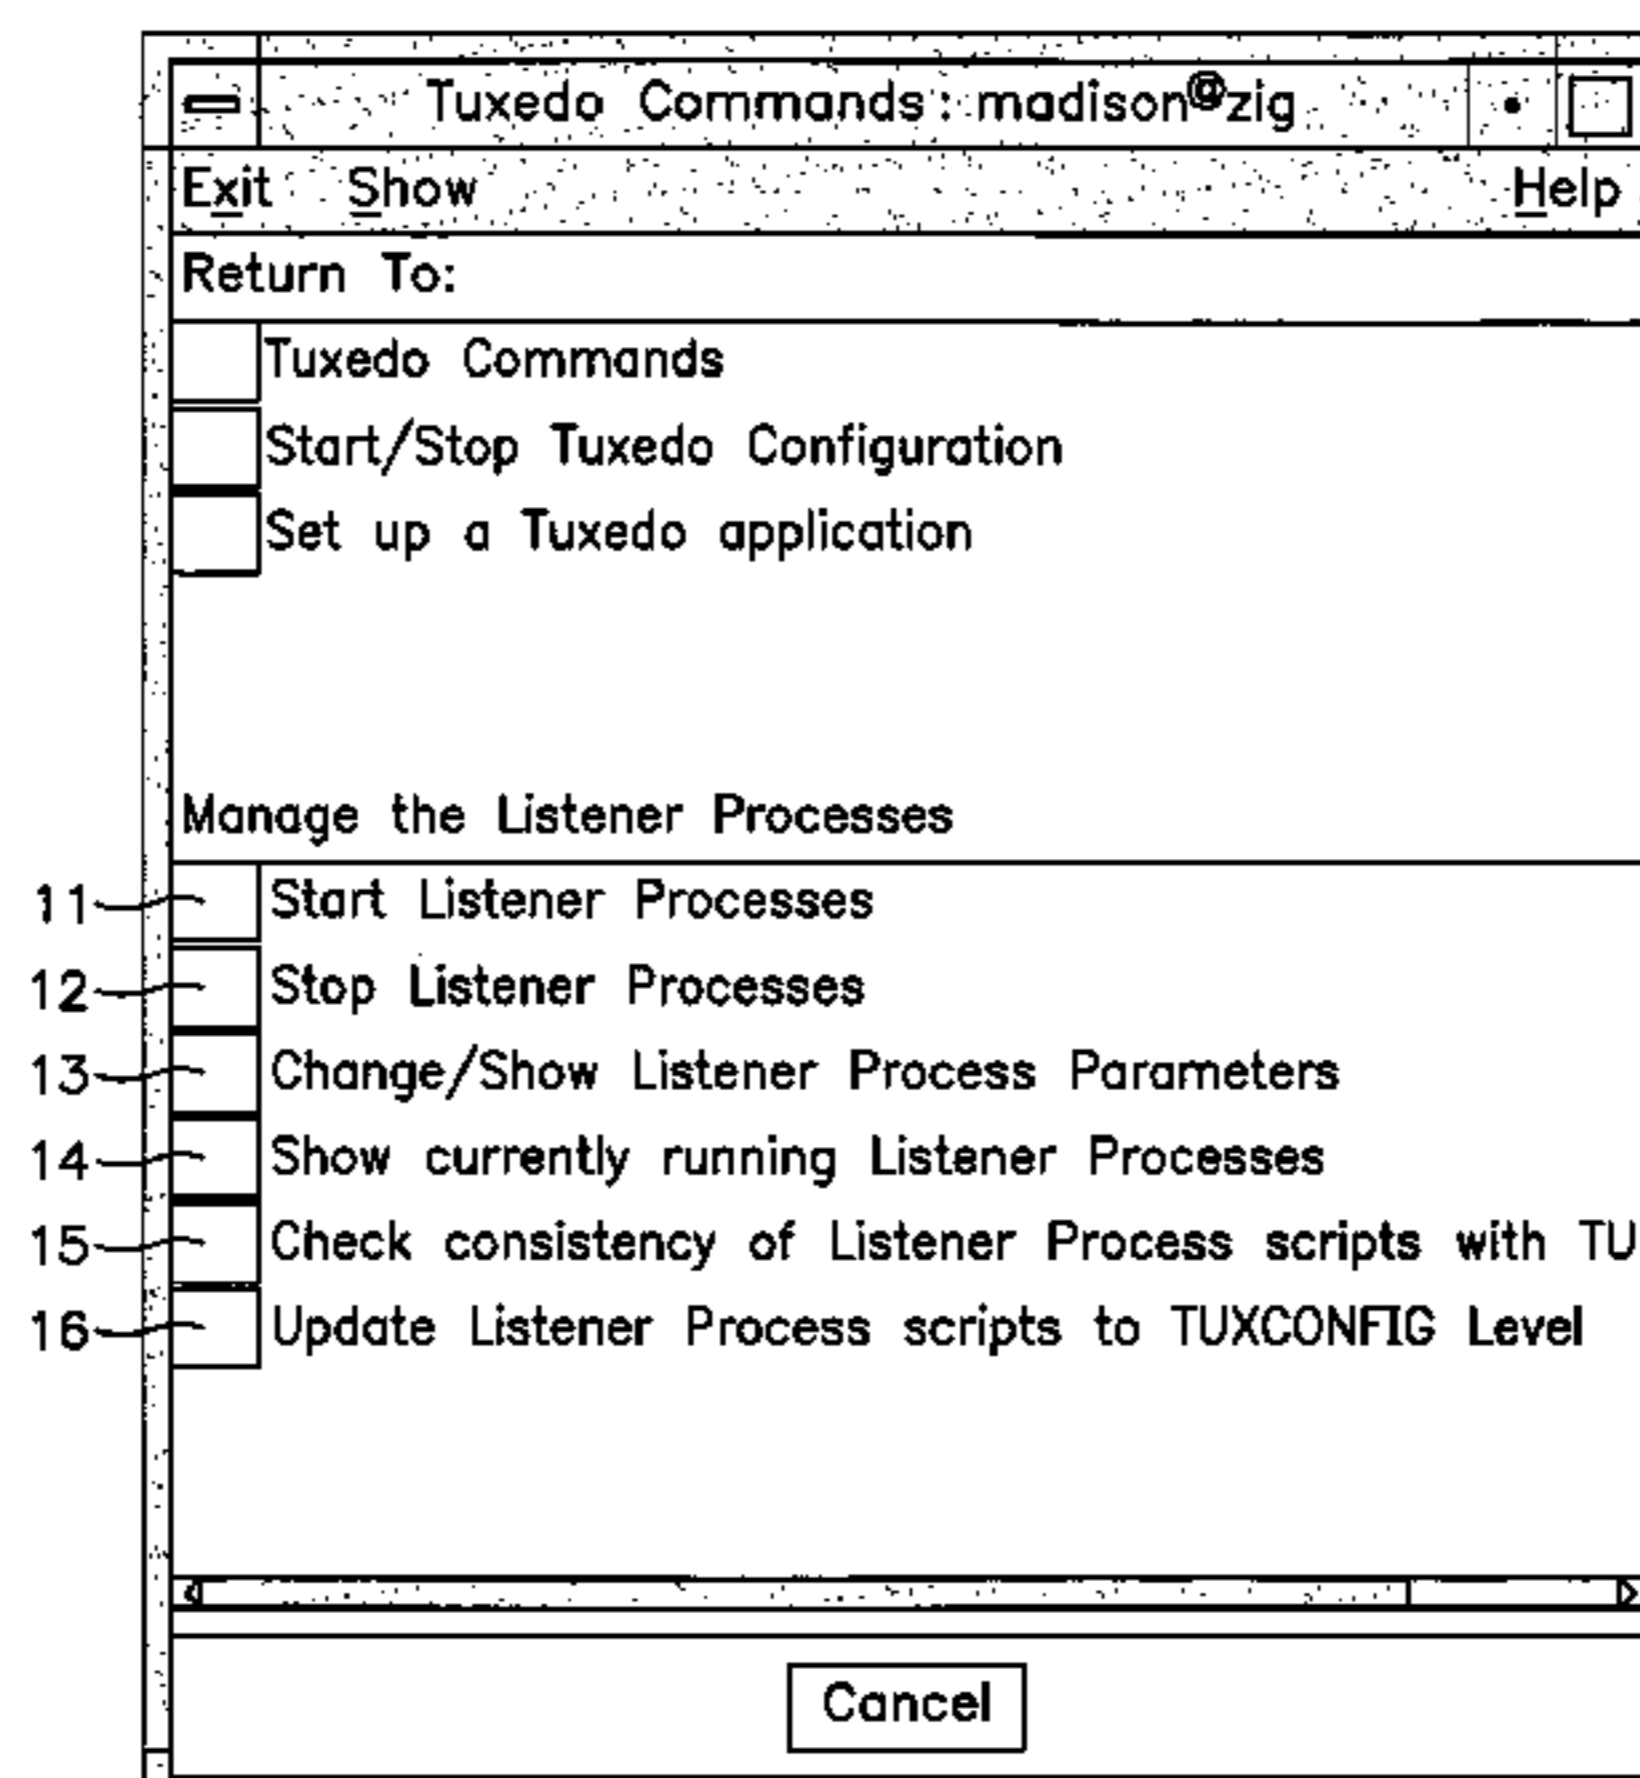 Tuxedo Commands: madison@zig
Exit Show Help
Return To:
Tuxedo Commands
Start/Stop Tuxedo Configuration
Set up a Tuxedo application
Manage the Listener Processes
11 Start Listener Processes
12 Stop Listener Processes
13 Change/Show Listener Process Parameters
14 Show currently running Listener Processes
15 Check consistency of Listener Process scripts with TU
16 Update Listener Process scripts to TUXCONFIG Level
Cancel